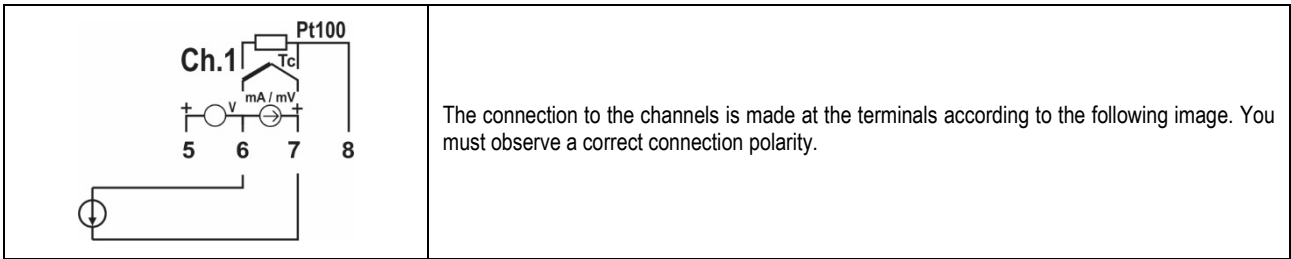 Pt100
Ch.1
Tc
mA / mV
+ V +
5 6 7 8
The connection to the channels is made at the terminals according to the following image. You
must observe a correct connection polarity.